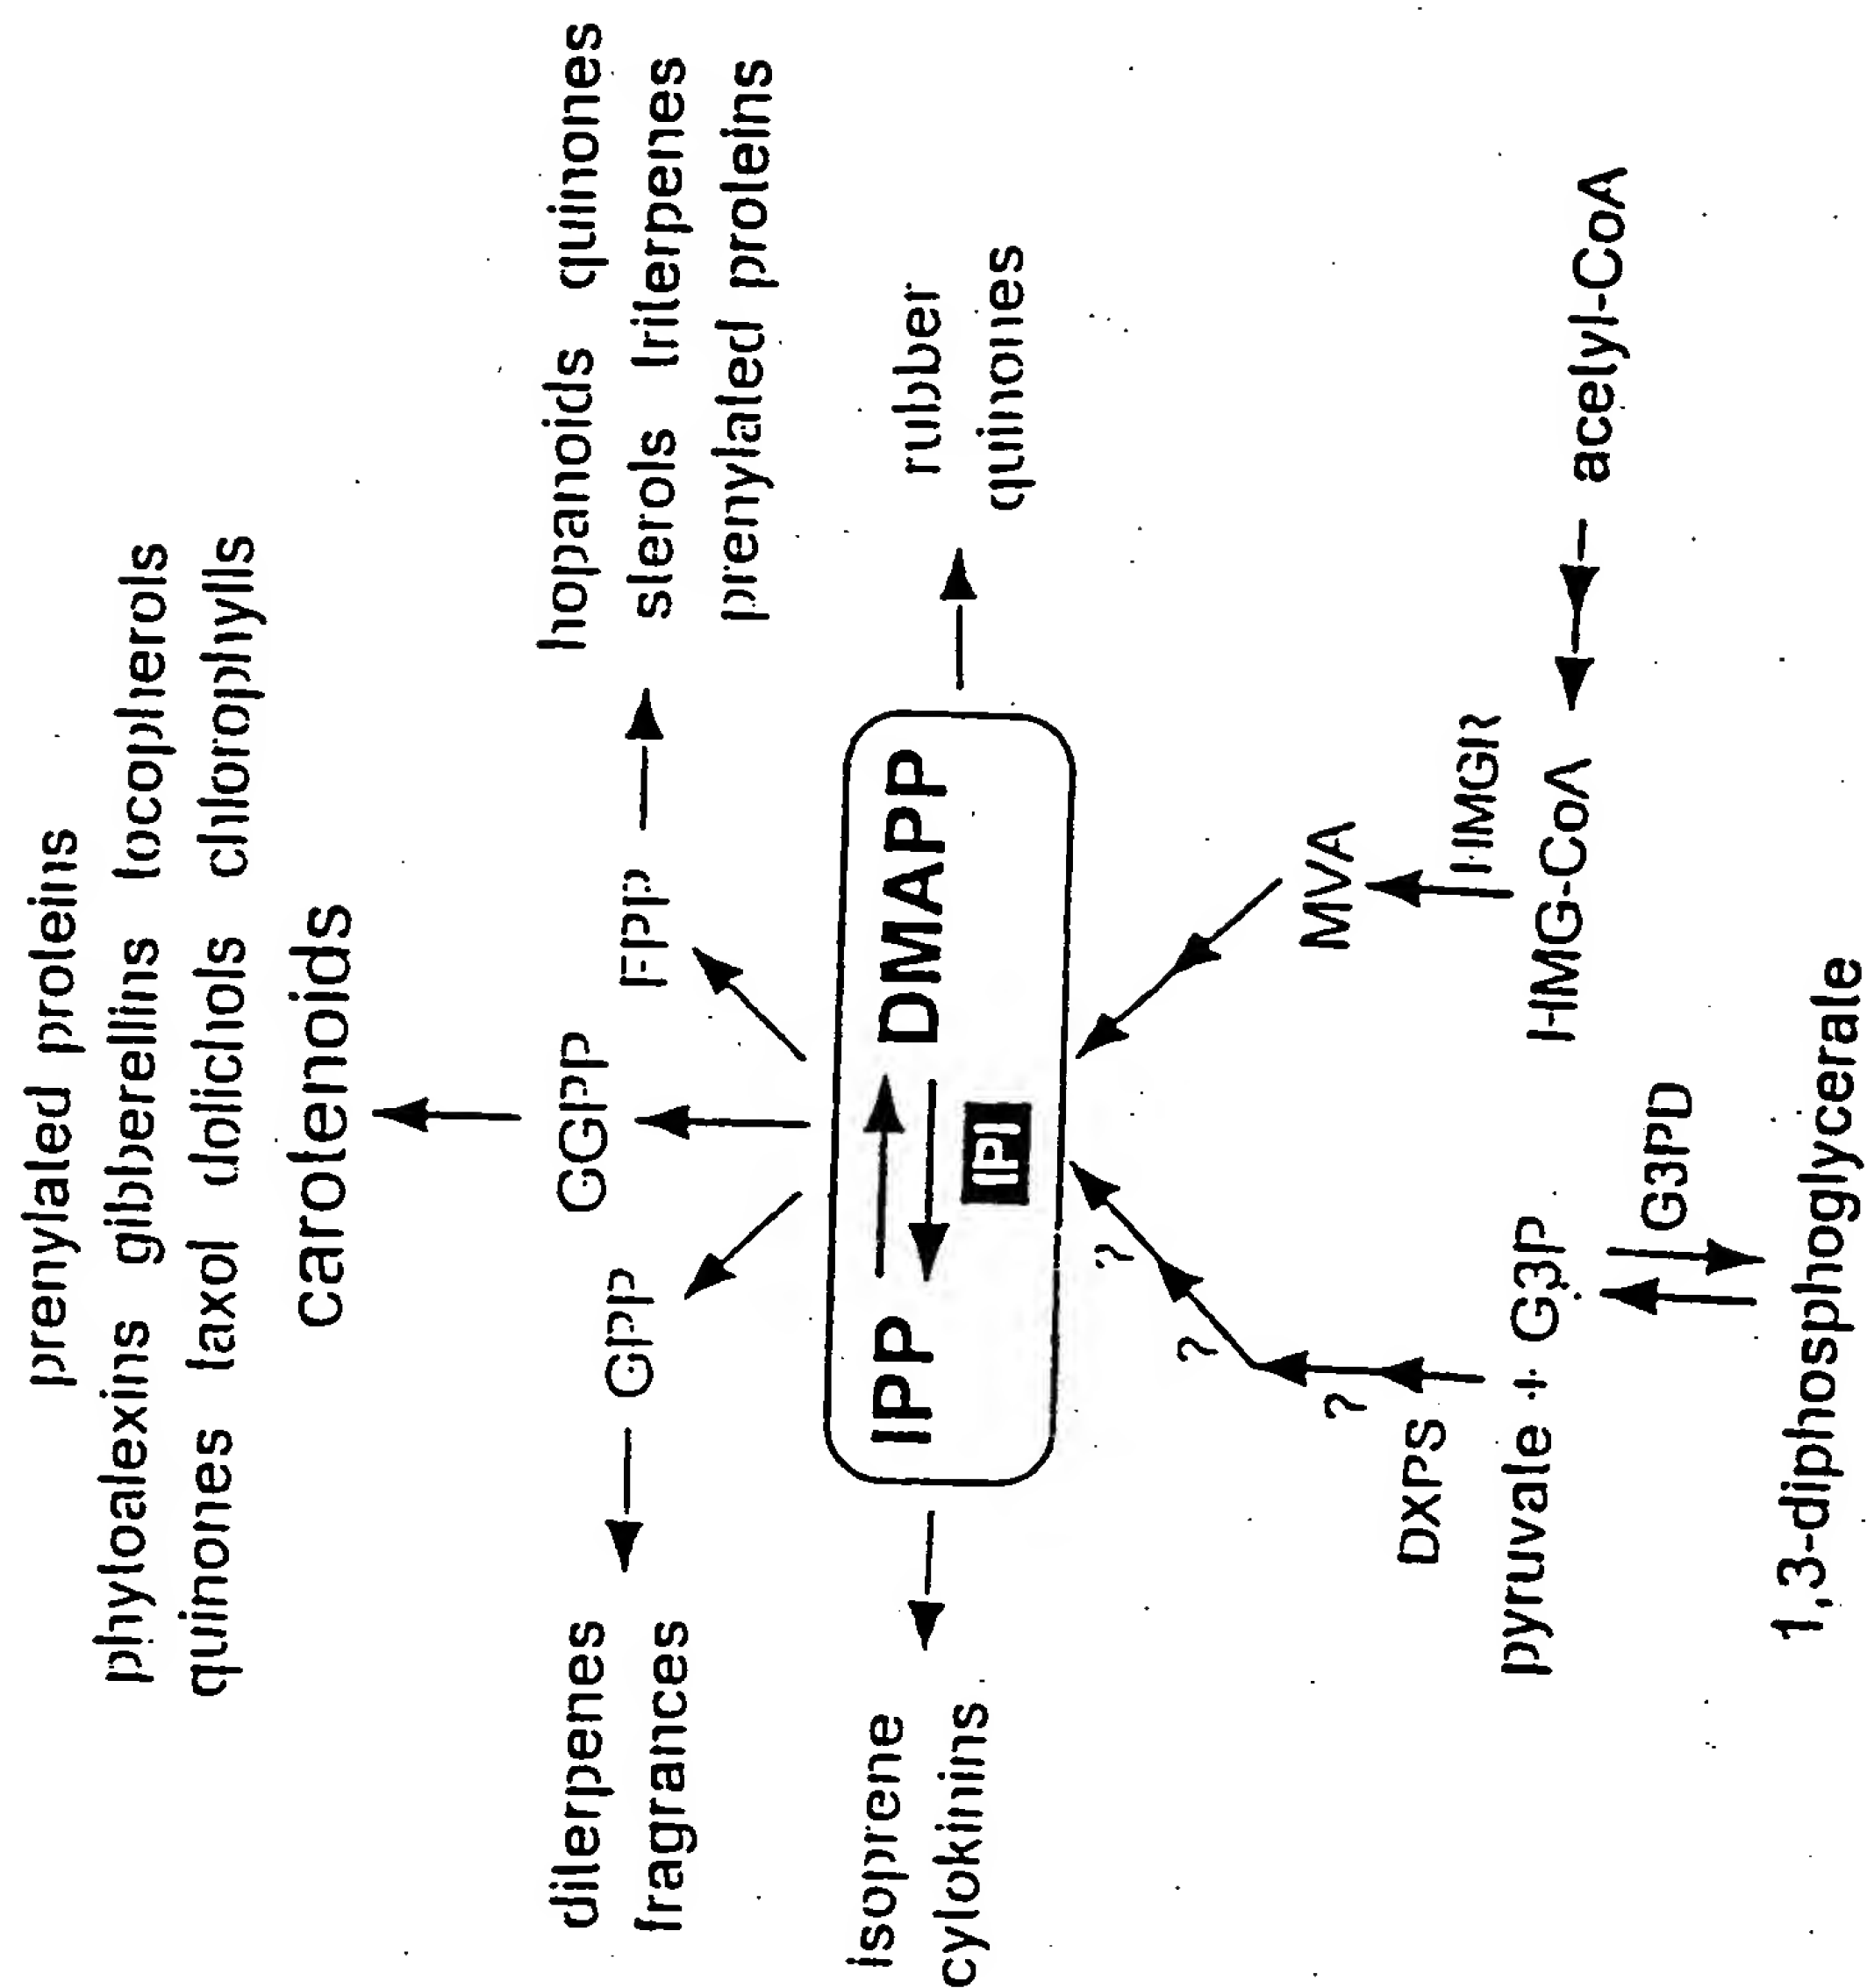 prenylated proteins
phytoalexins gibberellins tocopherols
quinones taxol dolichols chlorophylls
carotenoids
diterpenes
fragrances
GPP
GGPP
FPP
hopanoids quinones
sterols triterpenes
prenylated proteins
isoprene
cytokinins
IPP
DMAPP
IPI
rubber
quinones
?
?
?
DXPS
MVA
HMGR
pyruvate + G3P
HMG-CoA
acetyl-CoA
G3PD
1,3-diphosphoglycerate